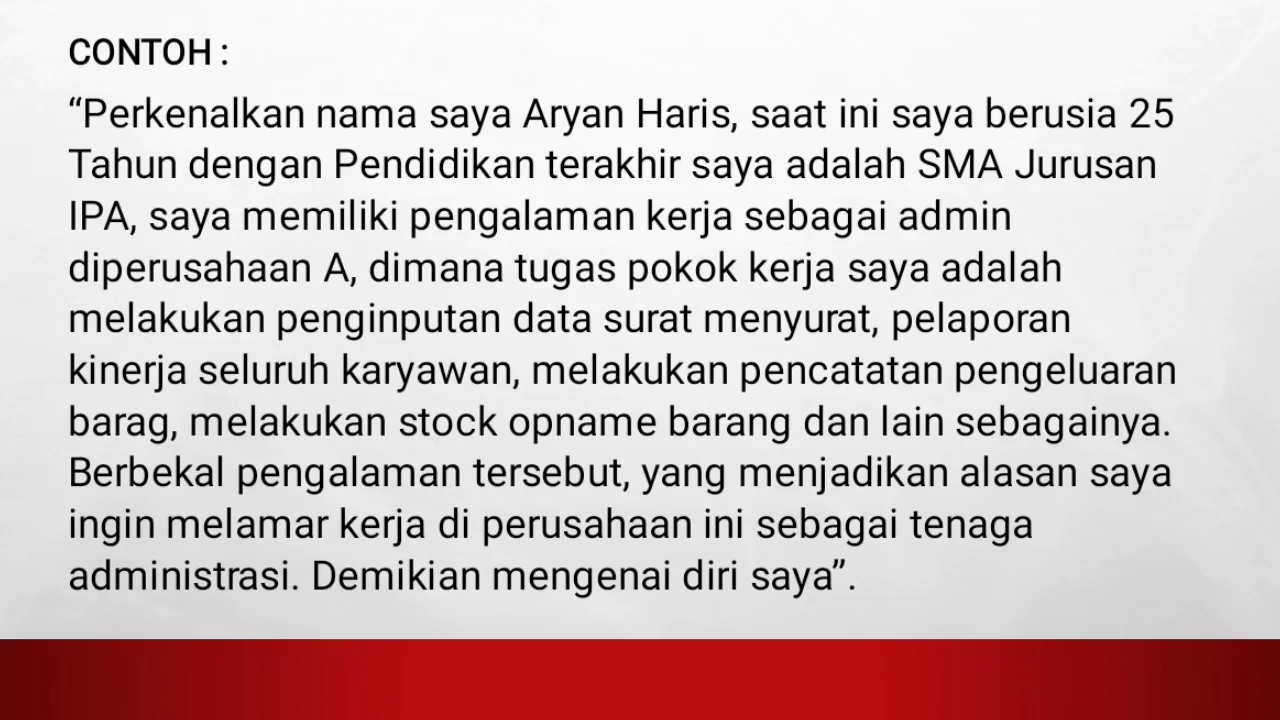 CONTOH :
“Perkenalkan nama saya Aryan Haris, saat ini saya berusia 25
Tahun dengan Pendidikan terakhir saya adalah SMA Jurusan
IPA, saya memiliki pengalaman kerja sebagai admin
diperusahaan A, dimana tugas pokok kerja saya adalah
melakukan penginputan data surat menyurat, pelaporan
kinerja seluruh karyawan, melakukan pencatatan pengeluaran
barag, melakukan stock opname barang dan lain sebagainya.
Berbekal pengalaman tersebut, yang menjadikan alasan saya
ingin melamar kerja di perusahaan ini sebagai tenaga
administrasi. Demikian mengenai diri saya”.